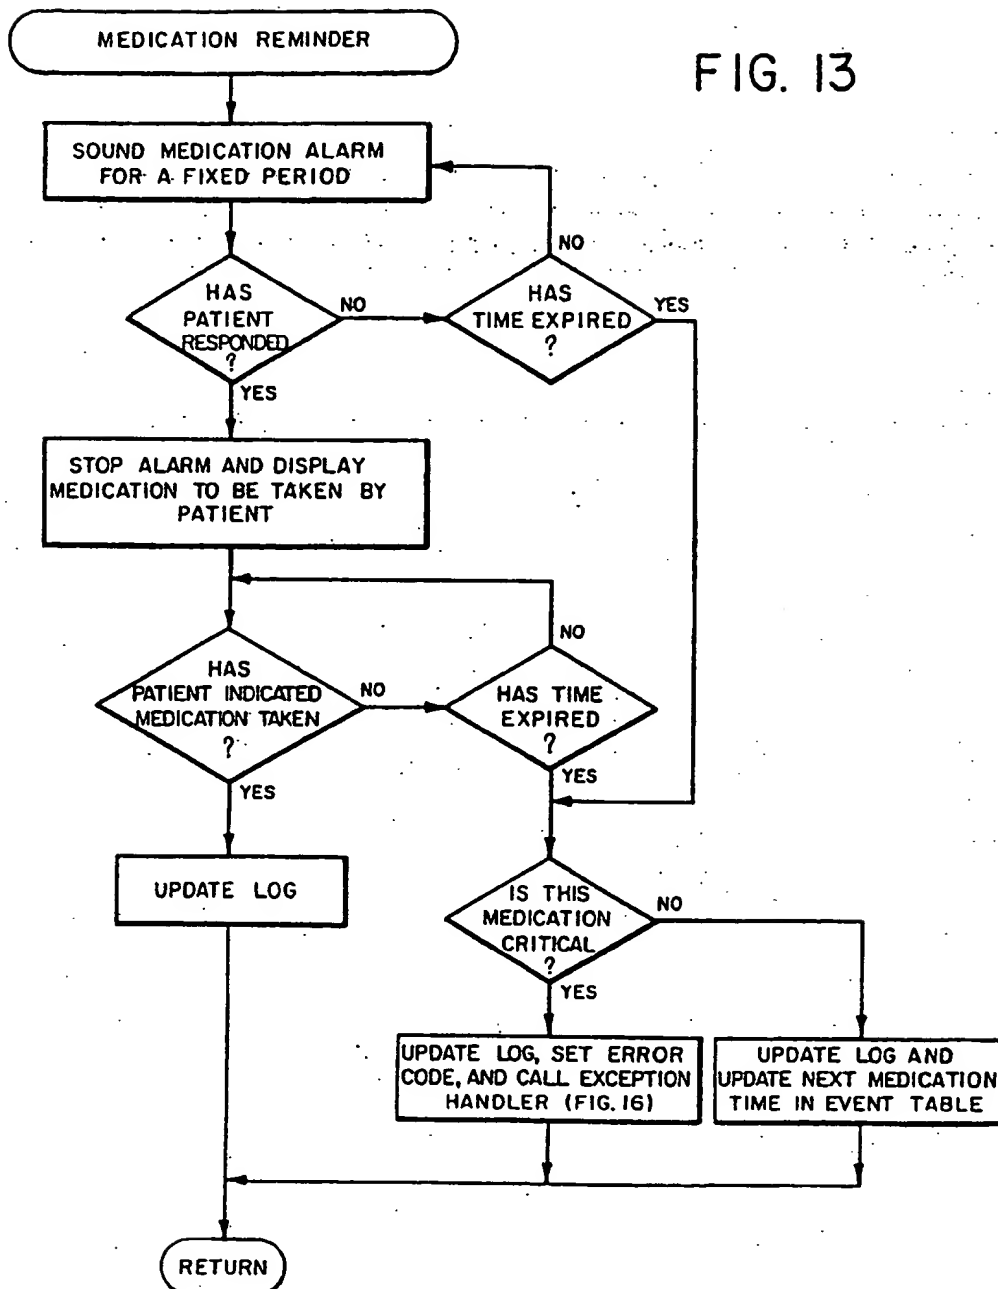 MEDICATION REMINDER
FIG. 13
SOUND MEDICATION ALARM
FOR A FIXED PERIOD
NO
HAS
PATIENT
RESPONDED
?
NO
HAS
TIME EXPIRED
?
YES
YES
STOP ALARM AND DISPLAY
MEDICATION TO BE TAKEN BY
PATIENT
NO
HAS
PATIENT INDICATED
MEDICATION TAKEN
?
NO
HAS TIME
EXPIRED
?
YES
YES
UPDATE LOG
IS THIS
MEDICATION
CRITICAL
?
NO
YES
UPDATE LOG, SET ERROR
CODE, AND CALL EXCEPTION
HANDLER (FIG. 16)
UPDATE LOG AND
UPDATE NEXT MEDICATION
TIME IN EVENT TABLE
RETURN